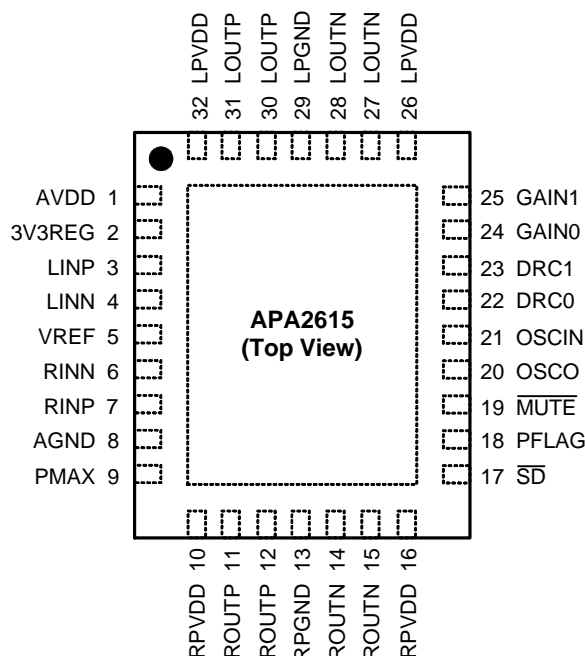 32 LPVDD
31 LOUTP
30 LOUTP
29 LPGND
28 LOUTN
27 LOUTN
26 LPVDD
AVDD 1
3V3REG 2
LINP 3
LINN 4
VREF 5
RINN 6
RINP 7
AGND 8
PMAX 9
APA2615
(Top View)
25 GAIN1
24 GAIN0
23 DRC1
22 DRC0
21 OSCIN
20 OSCO
19 MUTE
18 PFLAG
17 SD
RPVDD 10
ROUTP 11
ROUTP 12
RPGND 13
ROUTN 14
ROUTN 15
RPVDD 16